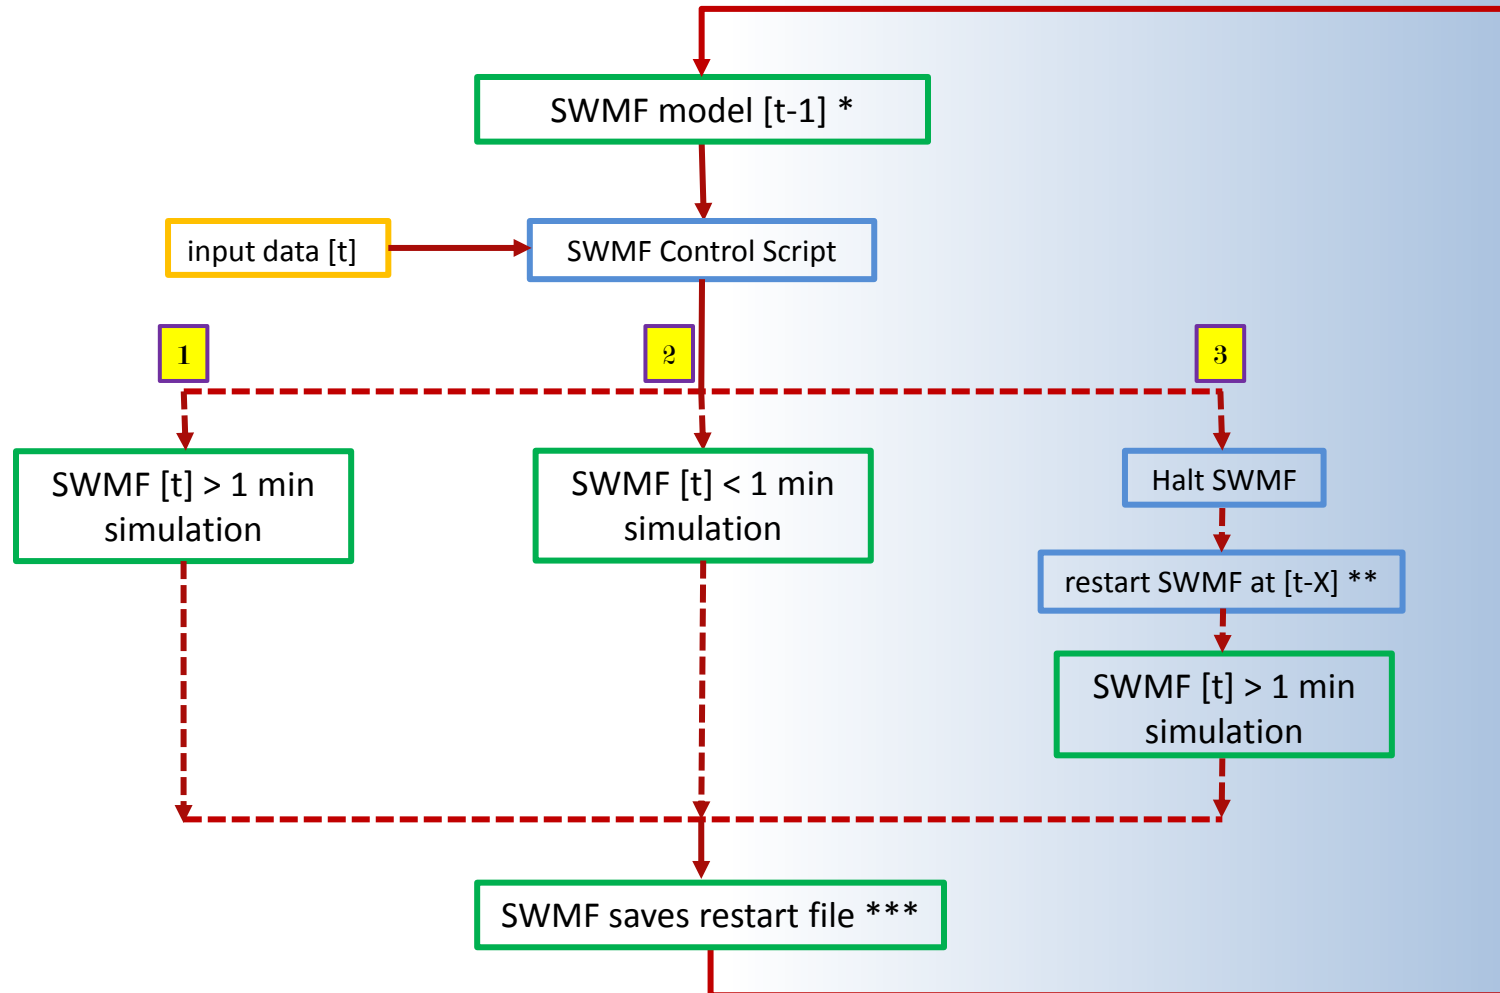 SWMF model [t-1] *
input data [t]
SWMF Control Script
1
2
3
SWMF [t] > 1 min
simulation
SWMF [t] < 1 min
simulation
Halt SWMF
restart SWMF at [t-X] **
SWMF [t] > 1 min
simulation
SWMF saves restart file ***